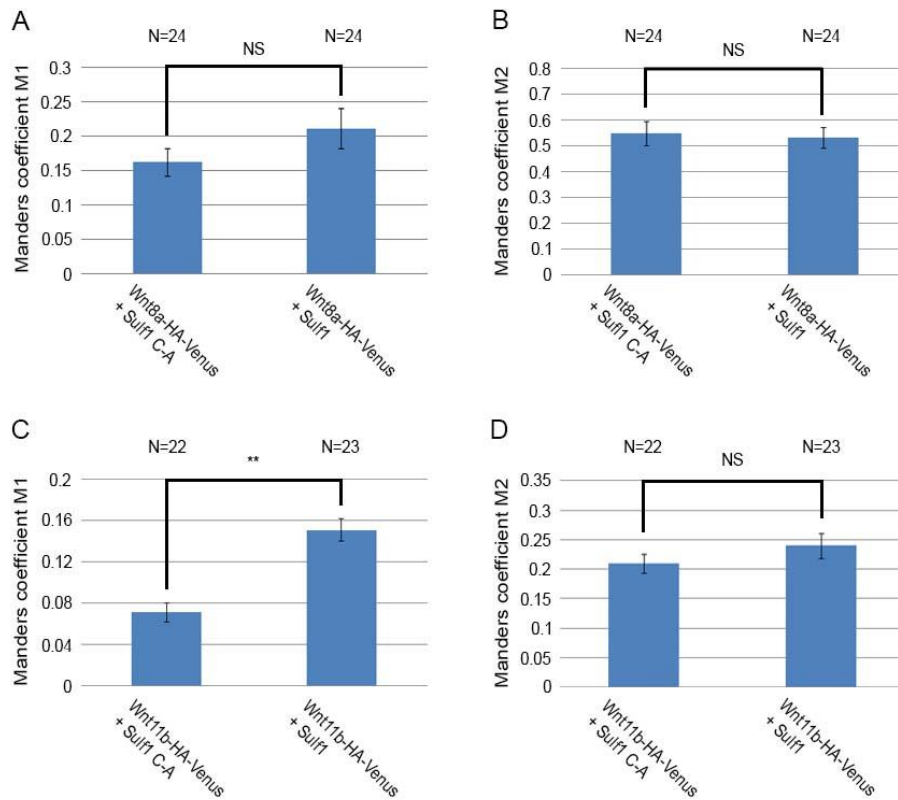 A
N=24
N=24
NS
Manders coefficient M1
0.3
0.25
0.2
0.15
0.1
0.05
0
Wnt8a-HA-Venus
+ Sulf1 C-A
Wnt8a-HA-Venus
+ Sulf1
B
N=24
N=24
NS
Manders coefficient M2
0.8
0.7
0.6
0.5
0.4
0.3
0.2
0.1
0
Wnt8a-HA-Venus
+ Sulf1 C-A
Wnt8a-HA-Venus
+ Sulf1
C
N=22
N=23
**
Manders coefficient M1
0.2
0.16
0.12
0.08
0.04
0
Wnt11b-HA-Venus
+ Sulf1 C-A
Wnt11b-HA-Venus
+ Sulf1
D
N=22
N=23
NS
Manders coefficient M2
0.35
0.3
0.25
0.2
0.15
0.1
0.05
0
Wnt11b-HA-Venus
+ Sulf1 C-A
Wnt11b-HA-Venus
+ Sulf1